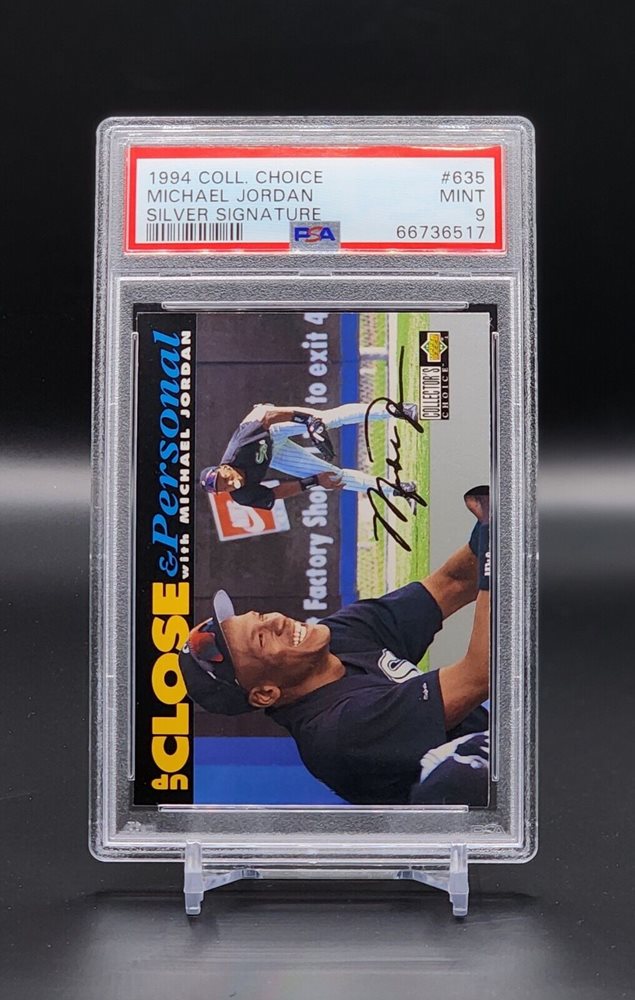 1994 COLL. CHOICE #635
MICHAEL JORDAN MINT
SILVER SIGNATURE 9
PSA 66736517
up CLOSE & Personal
with MICHAEL JORDAN
Factory Sho to exit 4
COLLECTOR'S
CHOICE